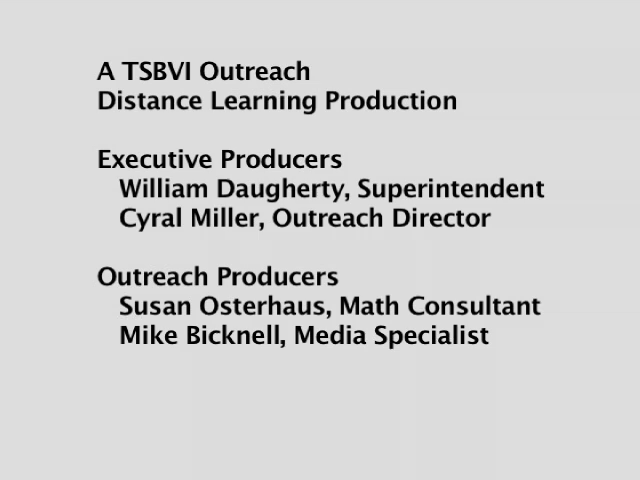 A TSBVI Outreach
Distance Learning Production
Executive Producers
William Daugherty, Superintendent
Cyral Miller, Outreach Director
Outreach Producers
Susan Osterhaus, Math Consultant
Mike Bicknell, Media Specialist